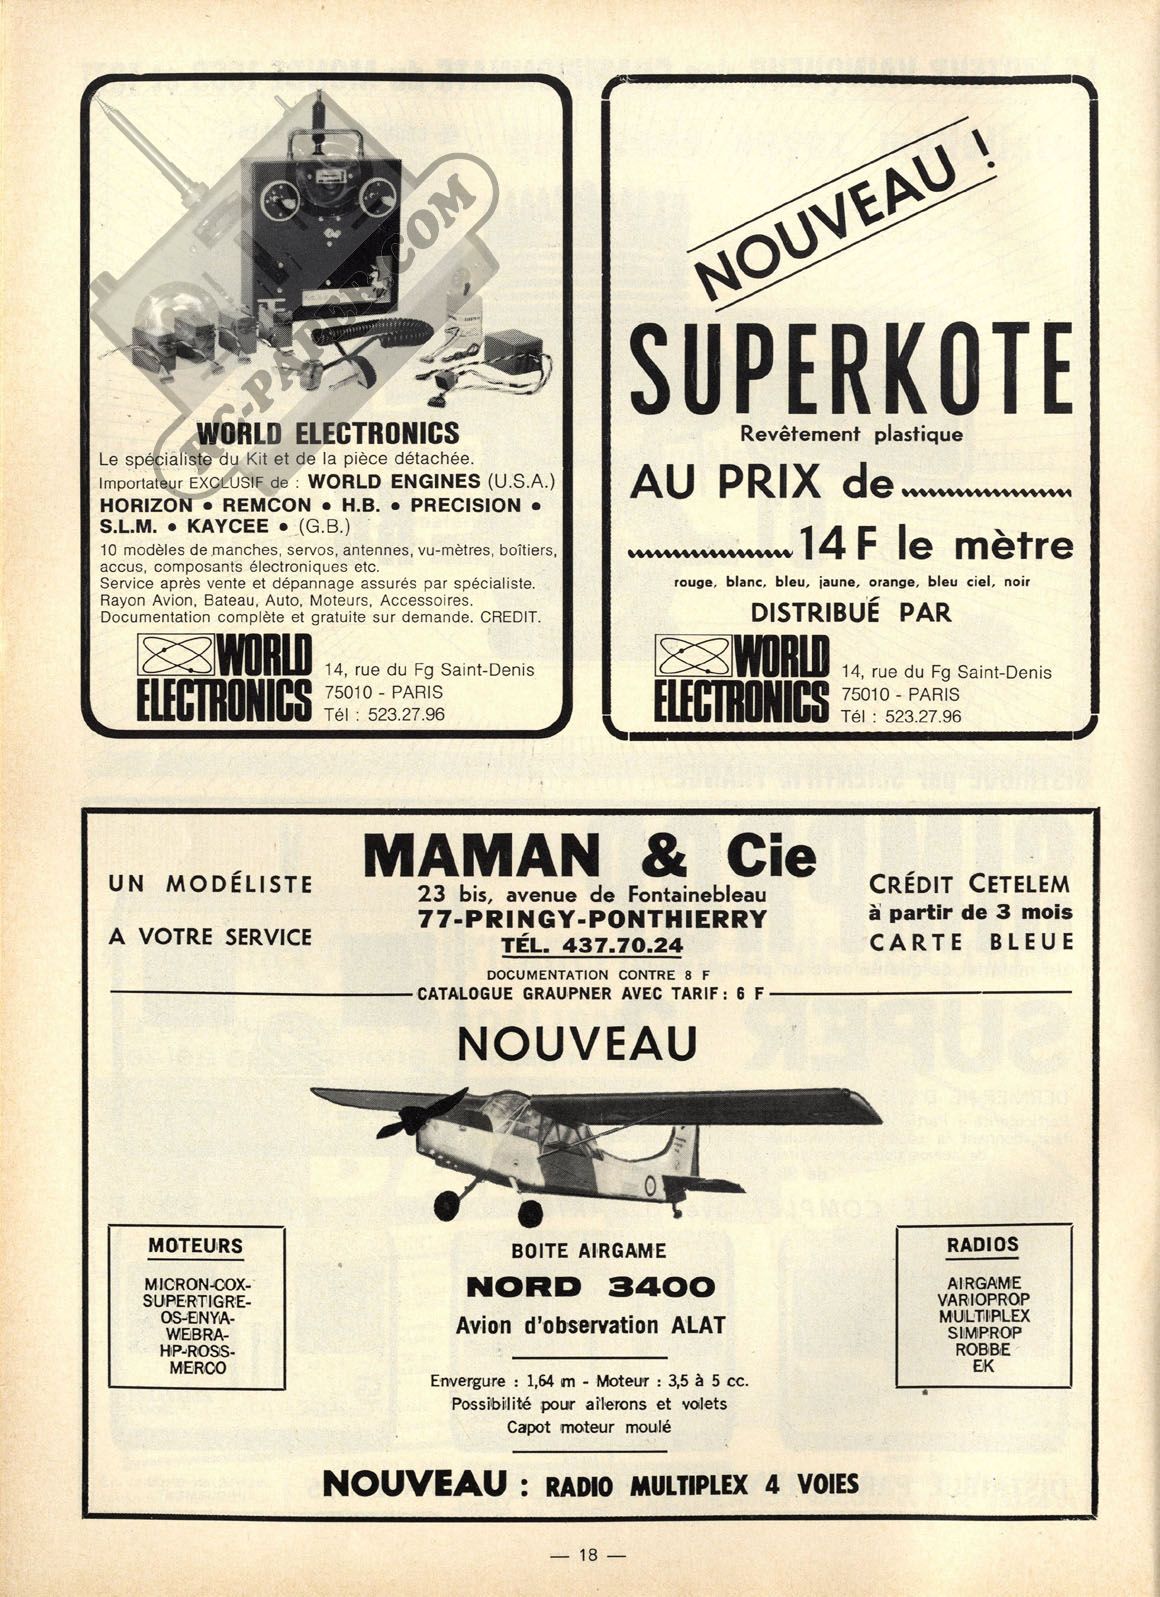 RC-PAPER.COM
WORLD ELECTRONICS
Le spécialiste du Kit et de la pièce détachée.
Importateur EXCLUSIF de : WORLD ENGINES (U.S.A.)
HORIZON • REMCON • H.B. • PRECISION •
S.L.M. • KAYCEE • (G.B.)
10 modèles de manches, servos, antennes, vu-mètres, boîtiers,
accus, composants électroniques etc.
Service après vente et dépannage assurés par spécialiste.
Rayon Avion, Bateau, Auto, Moteurs, Accessoires.
Documentation complète et gratuite sur demande. CREDIT.
WORLD
ELECTRONICS
14, rue du Fg Saint-Denis
75010 - PARIS
Tél : 523.27.96
NOUVEAU !
SUPERKOTE
Revêtement plastique
AU PRIX de
14 F le mètre
rouge, blanc, bleu, jaune, orange, bleu ciel, noir
DISTRIBUÉ PAR
WORLD
ELECTRONICS
14, rue du Fg Saint-Denis
75010 - PARIS
Tél : 523.27.96
MAMAN & Cie
UN MODÉLISTE
A VOTRE SERVICE
23 bis, avenue de Fontainebleau
77-PRINGY-PONTHIERRY
TÉL. 437.70.24
CRÉDIT CETELEM
à partir de 3 mois
CARTE BLEUE
DOCUMENTATION CONTRE 8 F
CATALOGUE GRAUPNER AVEC TARIF : 6 F
NOUVEAU
MOTEURS
MICRON-COX-
SUPERTIGRE-
OS-ENYA-
WEBRA-
HP-ROSS-
MERCO
BOITE AIRGAME
NORD 3400
Avion d'observation ALAT
Envergure : 1,64 m - Moteur : 3,5 à 5 cc.
Possibilité pour ailerons et volets
Capot moteur moulé
RADIOS
AIRGAME
VARIOPROP
MULTIPLEX
SIMPROP
ROBBE
EK
NOUVEAU : RADIO MULTIPLEX 4 VOIES
— 18 —